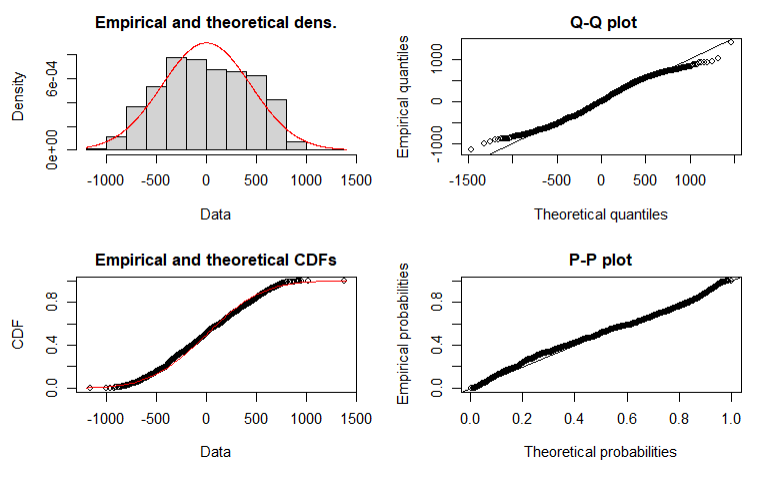 Empirical and theoretical dens.
Density
0e+00
6e-04
-1000
-500
0
500
1000
1500
Data
Q-Q plot
Empirical quantiles
-1000
0
1000
-1500
-500
0
500
1000
Theoretical quantiles
Empirical and theoretical CDFs
CDF
0.0
0.4
0.8
-1000
-500
0
500
1000
1500
Data
P-P plot
Empirical probabilities
0.0
0.4
0.8
0.0
0.2
0.4
0.6
0.8
1.0
Theoretical probabilities